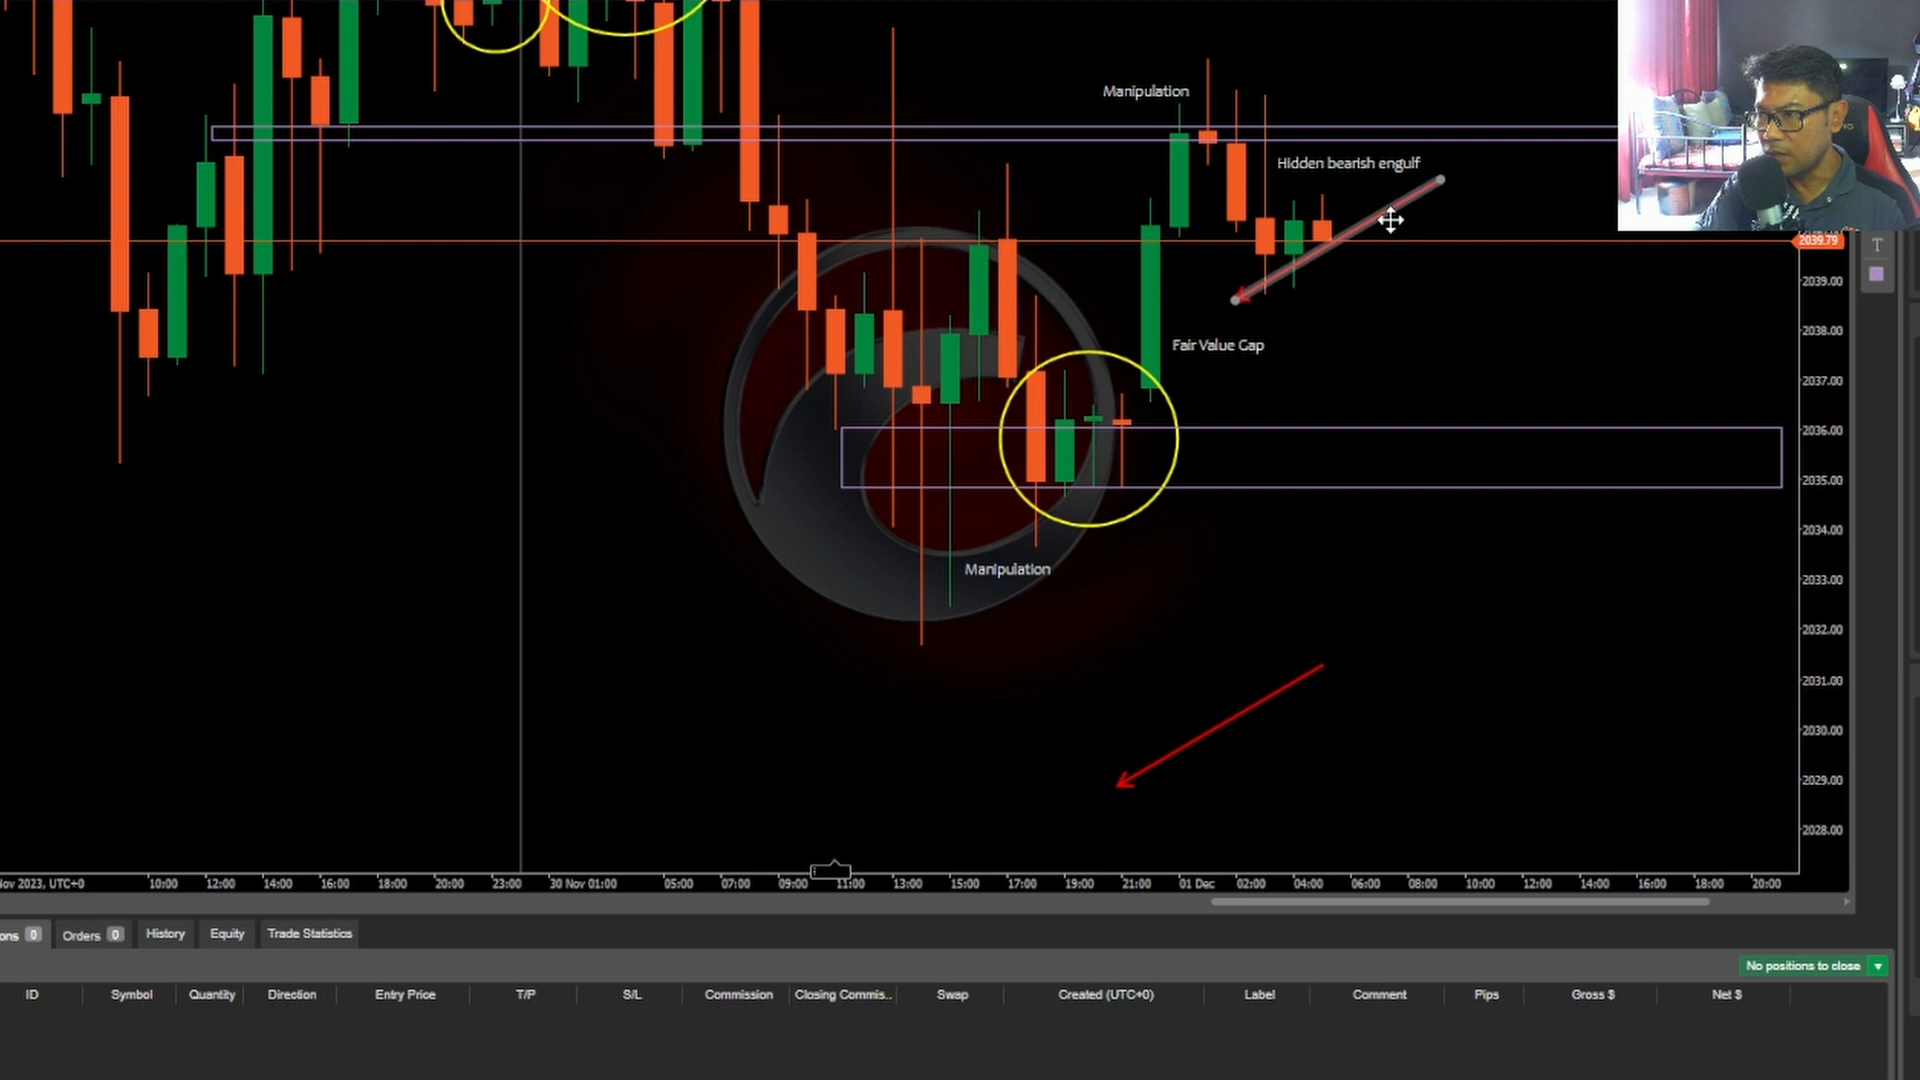 Manipulation
Hidden bearish engulf
2039.79
T
2039.00
2038.00
Fair Value Gap
2037.00
2036.00
2035.00
2034.00
Manipulation
2033.00
2032.00
2031.00
2030.00
2029.00
2028.00
Nov 2023, UTC+0 10:00 12:00 14:00 16:00 18:00 20:00 23:00 30 Nov 01:00 05:00 07:00 09:00 11:00 13:00 15:00 17:00 19:00 21:00 01 Dec 02:00 04:00 06:00 08:00 10:00 12:00 14:00 16:00 18:00 20:00
ons 0 Orders 0 History Equity Trade Statistics
No positions to close
ID Symbol Quantity Direction Entry Price T/P S/L Commission Closing Commis.. Swap Created (UTC+0) Label Comment Pips Gross $ Net $